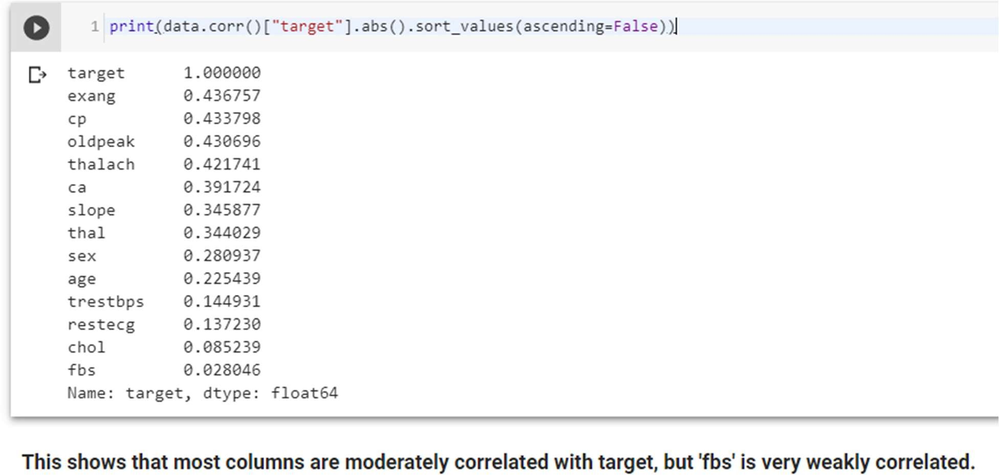 1 print(data.corr()["target"].abs().sort_values(ascending=False))
target 1.000000
exang 0.436757
cp 0.433798
oldpeak 0.430696
thalach 0.421741
ca 0.391724
slope 0.345877
thal 0.344029
sex 0.280937
age 0.225439
trestbps 0.144931
restecg 0.137230
chol 0.085239
fbs 0.028046
Name: target, dtype: float64
This shows that most columns are moderately correlated with target, but 'fbs' is very weakly correlated.